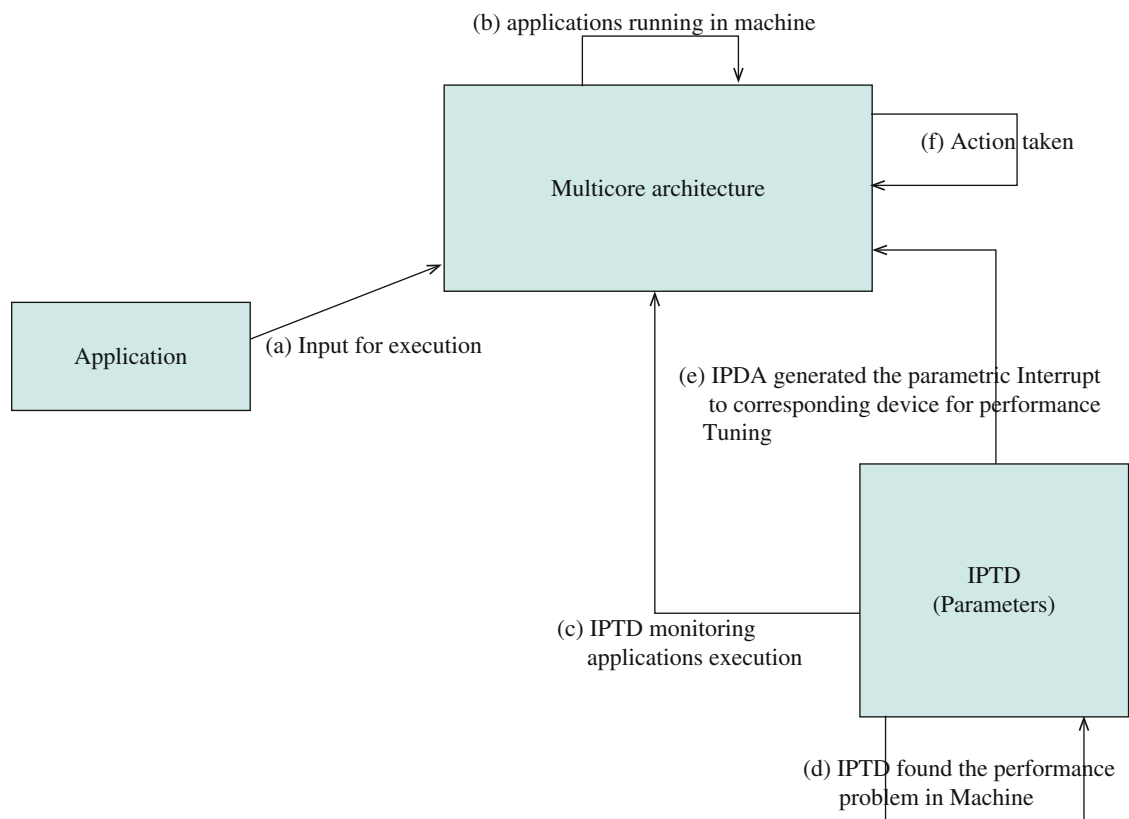 (b) applications running in machine
(f) Action taken
Multicore architecture
Application
(a) Input for execution
(e) IPDA generated the parametric Interrupt
to corresponding device for performance
Tuning
IPTD
(Parameters)
(c) IPTD monitoring
applications execution
(d) IPTD found the performance
problem in Machine